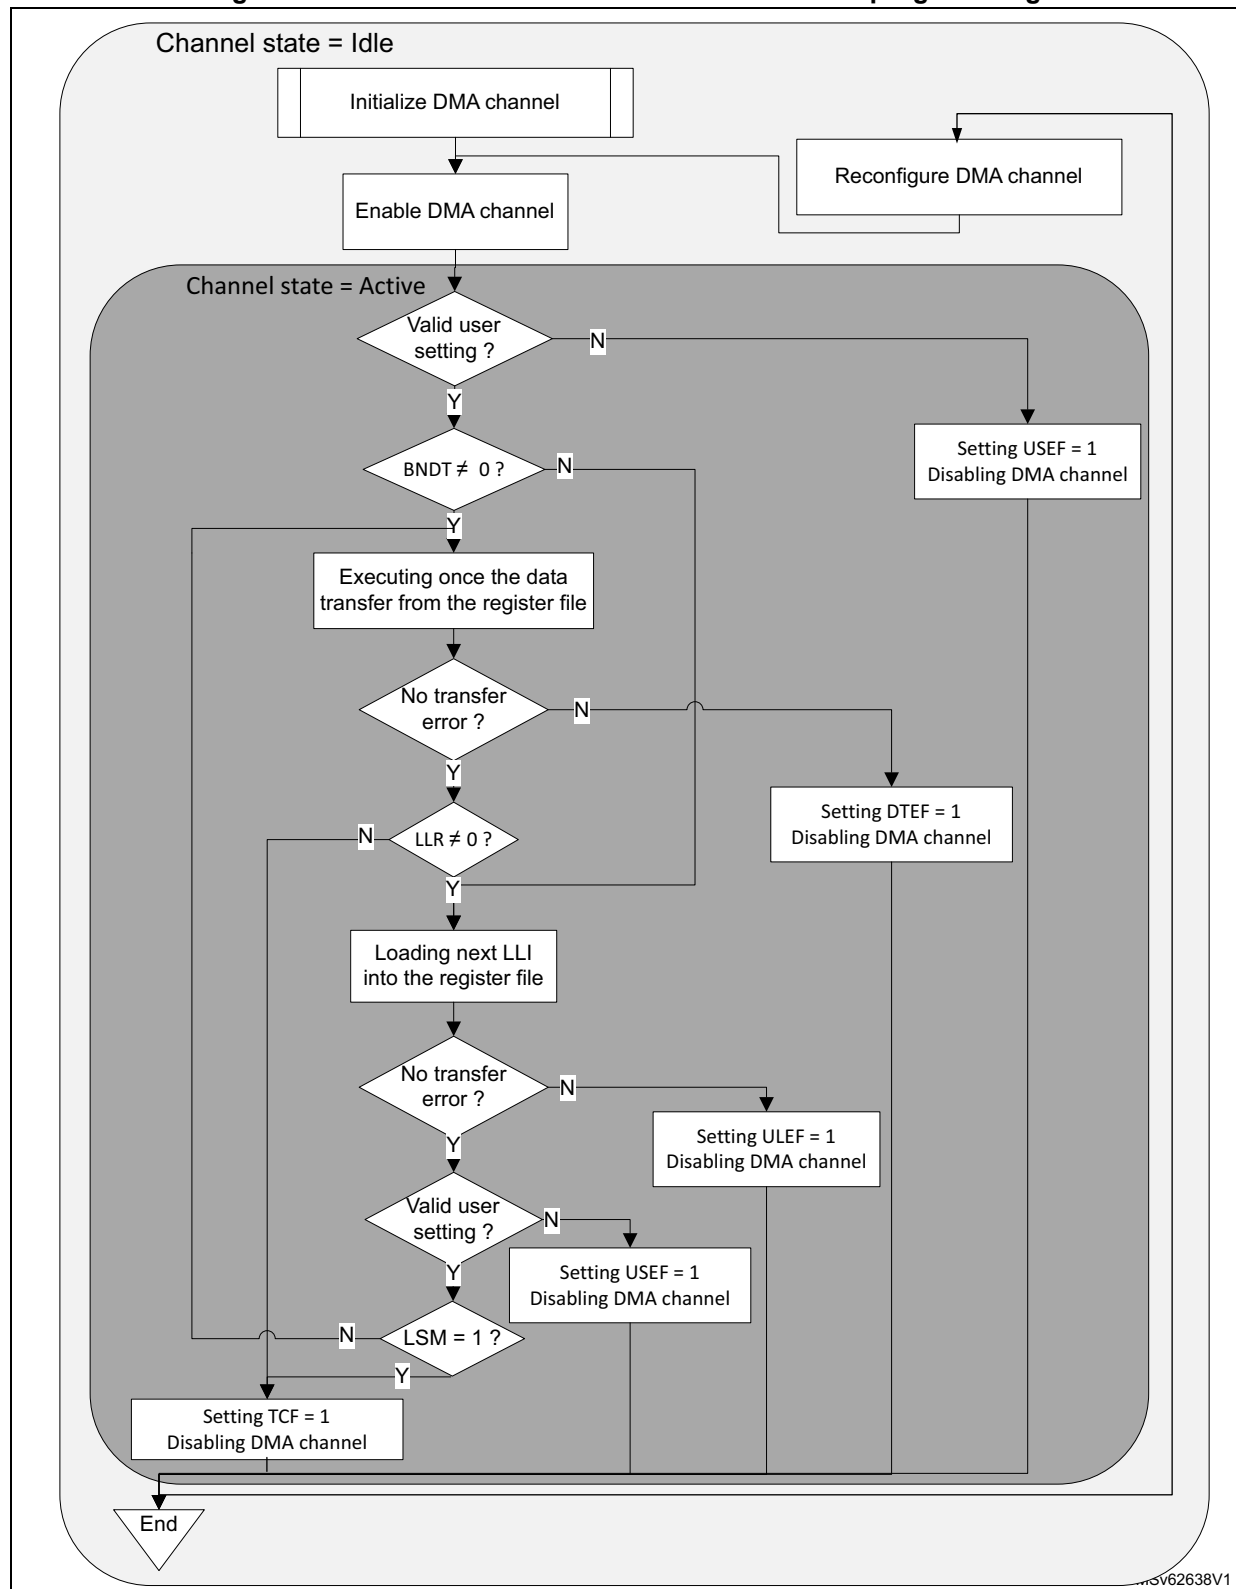 Channel state = Idle
Initialize DMA channel
Reconfigure DMA channel
Enable DMA channel
Channel state = Active
Valid user
setting ?
N
Y
Setting USEF = 1
Disabling DMA channel
BNDT ≠ 0 ?
N
Y
Executing once the data
transfer from the register file
No transfer
error ?
N
Y
Setting DTEF = 1
Disabling DMA channel
LLR ≠ 0 ?
N
Y
Loading next LLI
into the register file
No transfer
error ?
N
Y
Setting ULEF = 1
Disabling DMA channel
Valid user
setting ?
N
Y
Setting USEF = 1
Disabling DMA channel
LSM = 1 ?
N
Y
Setting TCF = 1
Disabling DMA channel
End
MSv62638V1